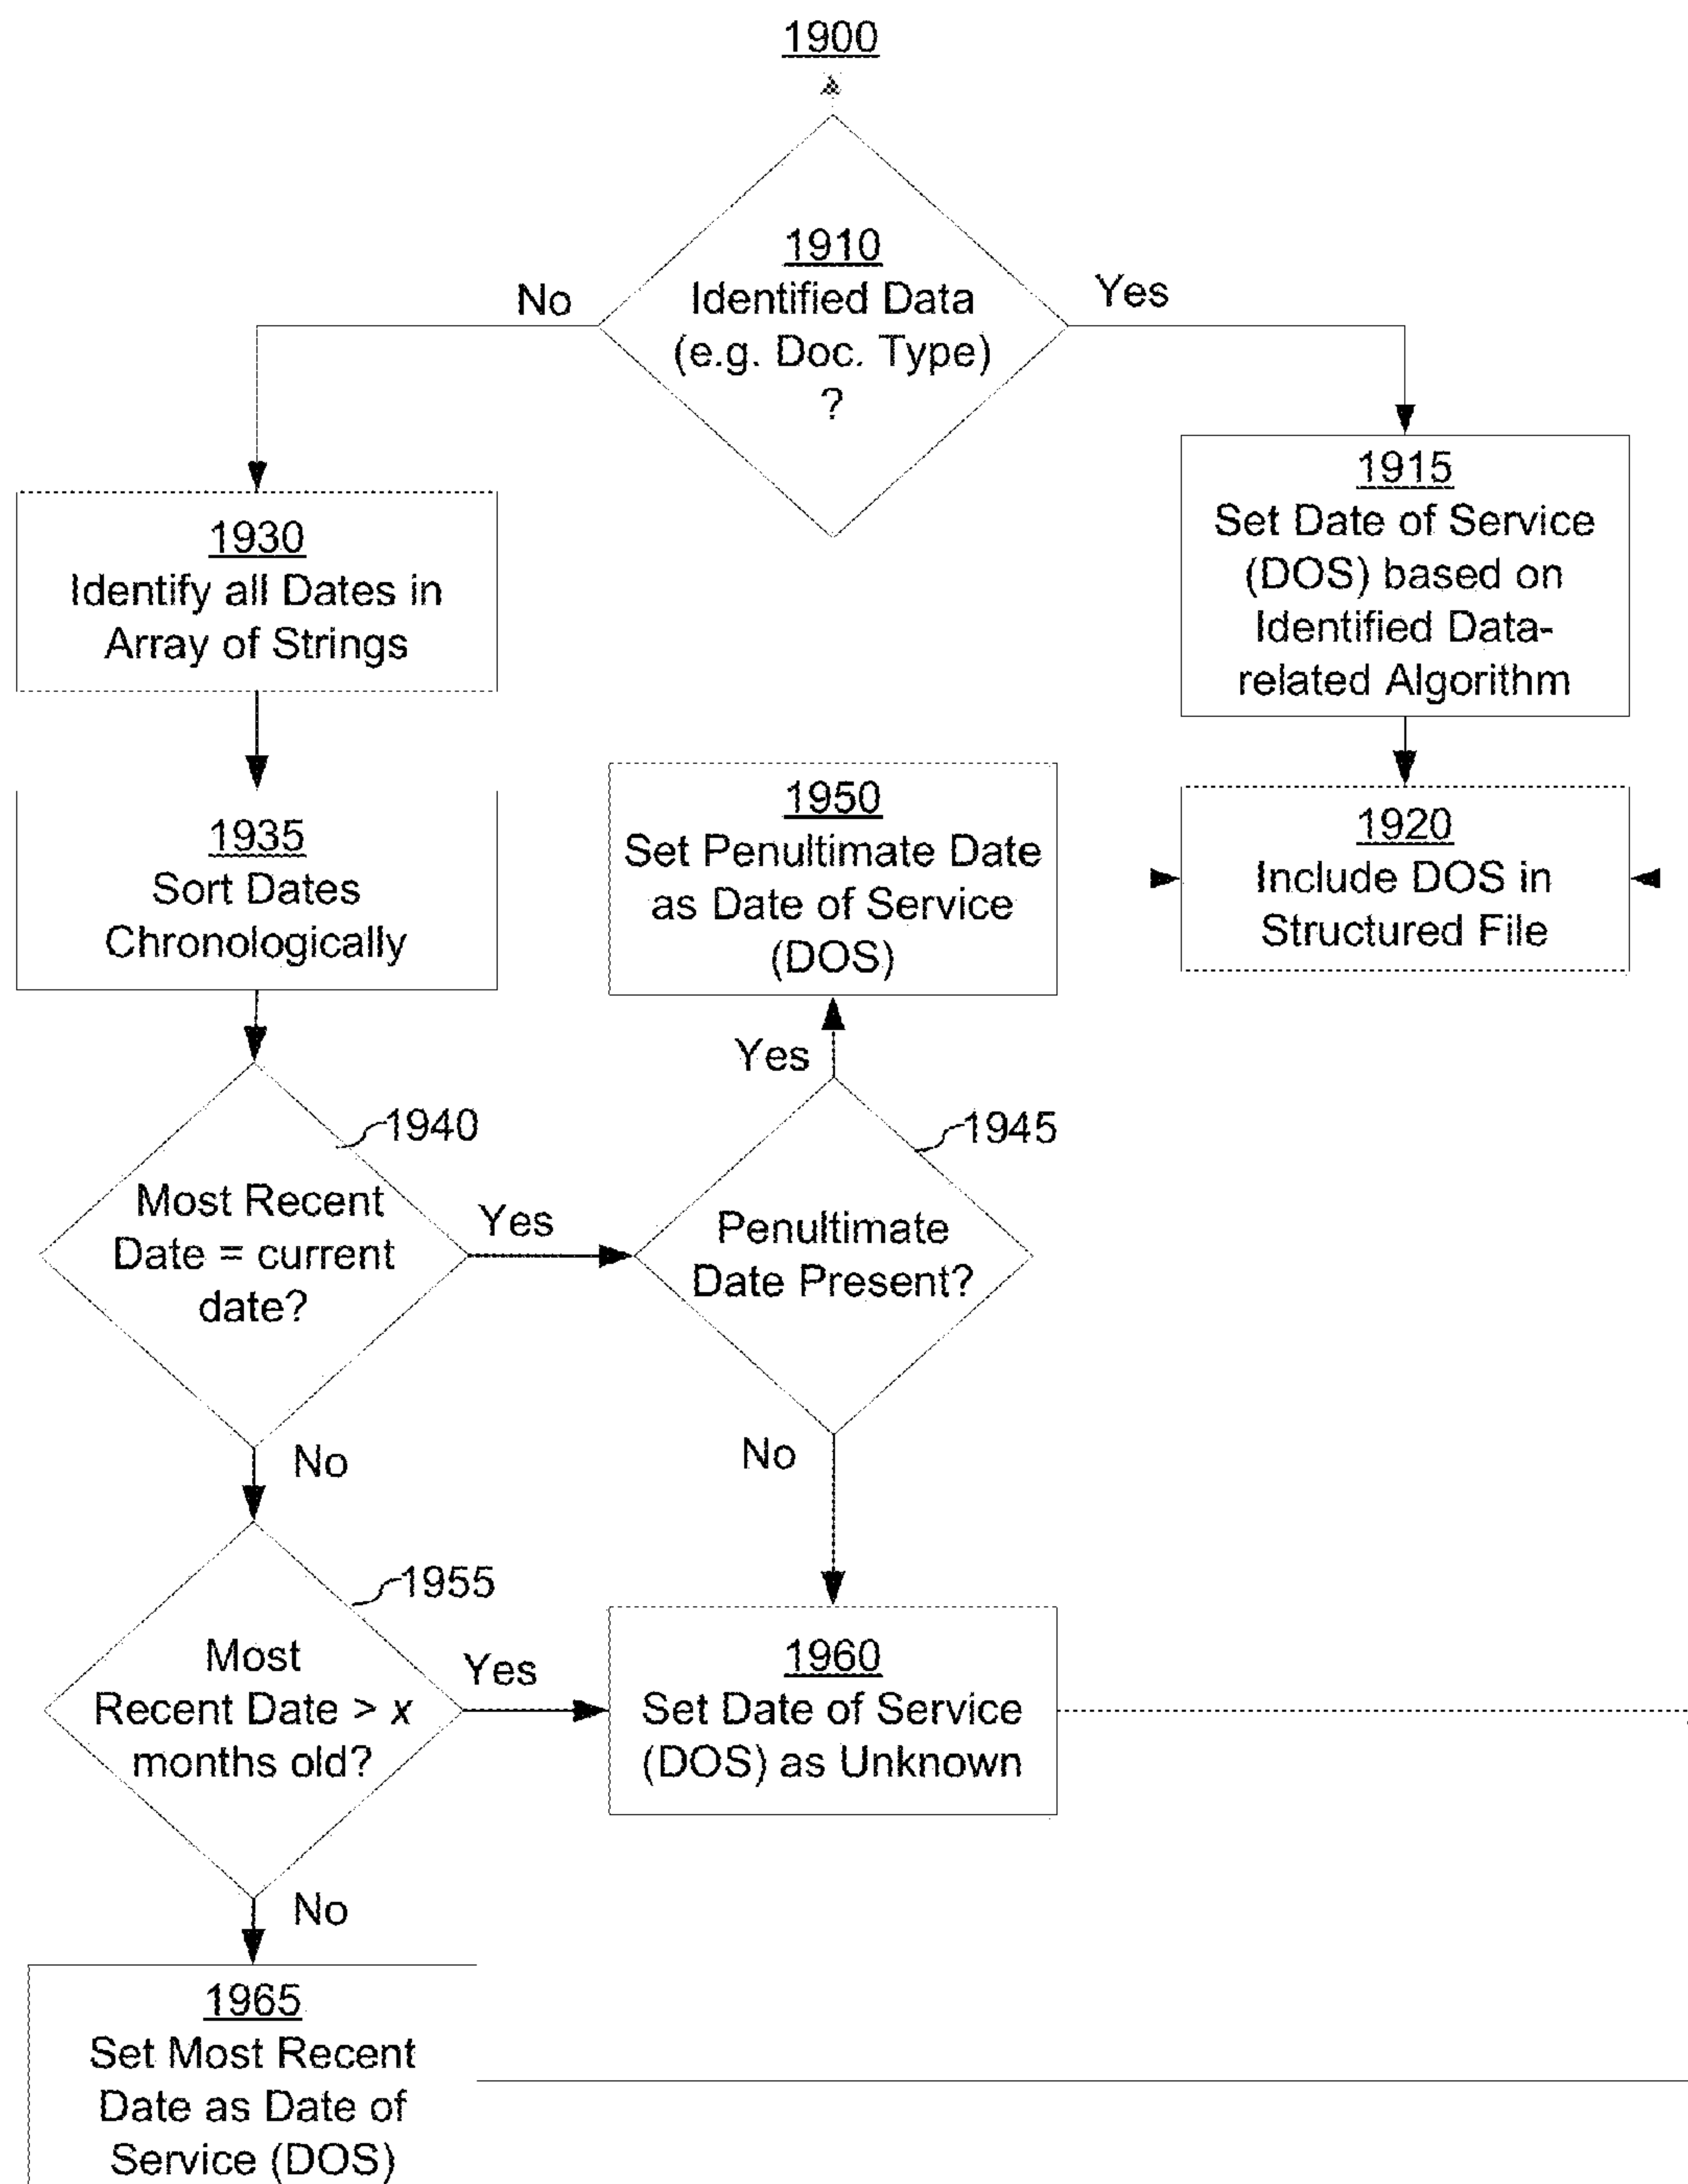 1900
1910
Identified Data
(e.g. Doc. Type)
?
No
Yes
1915
Set Date of Service
(DOS) based on
Identified Data-
related Algorithm
1930
Identify all Dates in
Array of Strings
1950
Set Penultimate Date
as Date of Service
(DOS)
1920
Include DOS in
Structured File
1935
Sort Dates
Chronologically
Yes
1940
1945
Most Recent
Date = current
date?
Yes
Penultimate
Date Present?
No
No
1955
Most
Recent Date > x
months old?
Yes
1960
Set Date of Service
(DOS) as Unknown
No
1965
Set Most Recent
Date as Date of
Service (DOS)